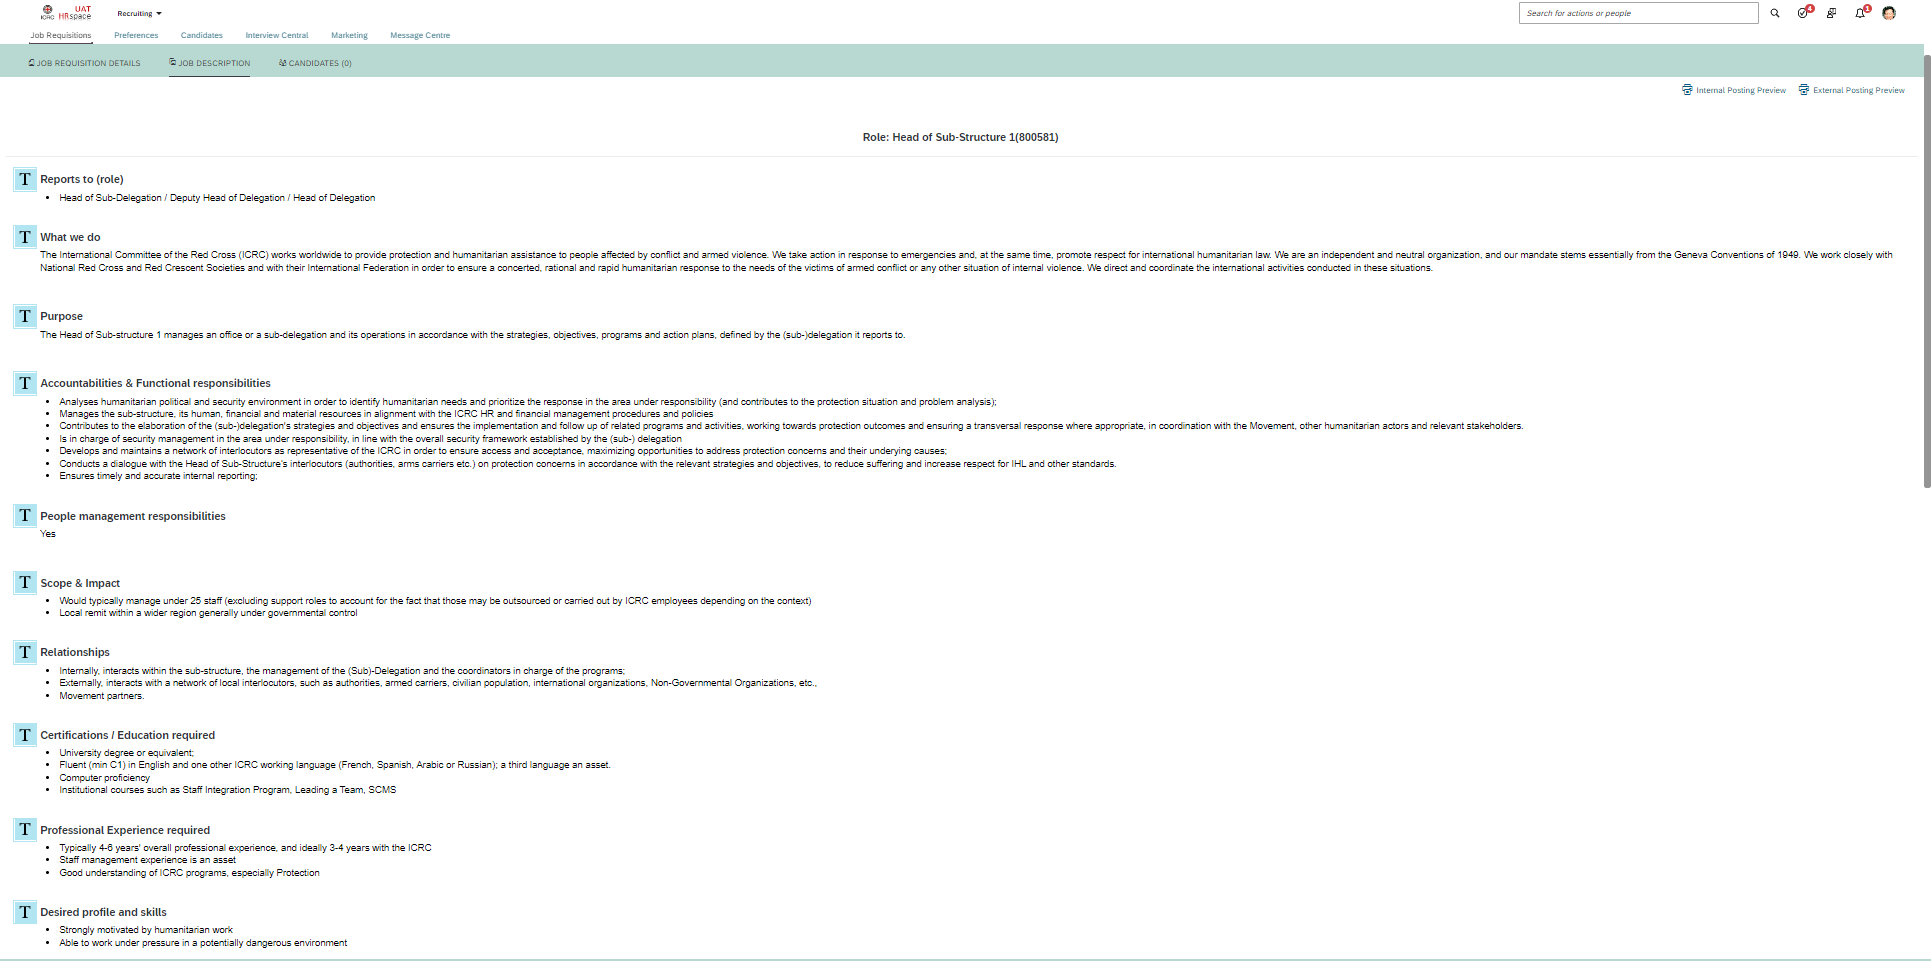 ICRC
UAT
HRspace
Recruiting
Search for actions or people
4
1
Job Requisitions
Preferences
Candidates
Interview Central
Marketing
Message Centre
JOB REQUISITION DETAILS
JOB DESCRIPTION
CANDIDATES (0)
Internal Posting Preview
External Posting Preview
Role: Head of Sub-Structure 1(800581)
T Reports to (role)
• Head of Sub-Delegation / Deputy Head of Delegation / Head of Delegation
T What we do
The International Committee of the Red Cross (ICRC) works worldwide to provide protection and humanitarian assistance to people affected by conflict and armed violence. We take action in response to emergencies and, at the same time, promote respect for international humanitarian law. We are an independent and neutral organization, and our mandate stems essentially from the Geneva Conventions of 1949. We work closely with
National Red Cross and Red Crescent Societies and with their International Federation in order to ensure a concerted, rational and rapid humanitarian response to the needs of the victims of armed conflict or any other situation of internal violence. We direct and coordinate the international activities conducted in these situations.
T Purpose
The Head of Sub-structure 1 manages an office or a sub-delegation and its operations in accordance with the strategies, objectives, programs and action plans, defined by the (sub-)delegation it reports to.
T Accountabilities & Functional responsibilities
• Analyses humanitarian political and security environment in order to identify humanitarian needs and prioritize the response in the area under responsibility (and contributes to the protection situation and problem analysis);
• Manages the sub-structure, its human, financial and material resources in alignment with the ICRC HR and financial management procedures and policies
• Contributes to the elaboration of the (sub-)delegation's strategies and objectives and ensures the implementation and follow up of related programs and activities, working towards protection outcomes and ensuring a transversal response where appropriate, in coordination with the Movement, other humanitarian actors and relevant stakeholders.
• Is in charge of security management in the area under responsibility, in line with the overall security framework established by the (sub-) delegation
• Develops and maintains a network of interlocutors as representative of the ICRC in order to ensure access and acceptance, maximizing opportunities to address protection concerns and their underlying causes;
• Conducts a dialogue with the Head of Sub-Structure's interlocutors (authorities, arms carriers etc.) on protection concerns in accordance with the relevant strategies and objectives, to reduce suffering and increase respect for IHL and other standards.
• Ensures timely and accurate internal reporting;
T People management responsibilities
Yes
T Scope & Impact
• Would typically manage under 25 staff (excluding support roles to account for the fact that those may be outsourced or carried out by ICRC employees depending on the context)
• Local remit within a wider region generally under governmental control
T Relationships
• Internally, interacts within the sub-structure, the management of the (Sub)-Delegation and the coordinators in charge of the programs;
• Externally, interacts with a network of local interlocutors, such as authorities, armed carriers, civilian population, international organizations, Non-Governmental Organizations, etc.,
• Movement partners.
T Certifications / Education required
• University degree or equivalent;
• Fluent (min C1) in English and one other ICRC working language (French, Spanish, Arabic or Russian); a third language an asset.
• Computer proficiency
• Institutional courses such as Staff Integration Program, Leading a Team, SCMS
T Professional Experience required
• Typically 4-6 years' overall professional experience, and ideally 3-4 years with the ICRC
• Staff management experience is an asset
• Good understanding of ICRC programs, especially Protection
T Desired profile and skills
• Strongly motivated by humanitarian work
• Able to work under pressure in a potentially dangerous environment